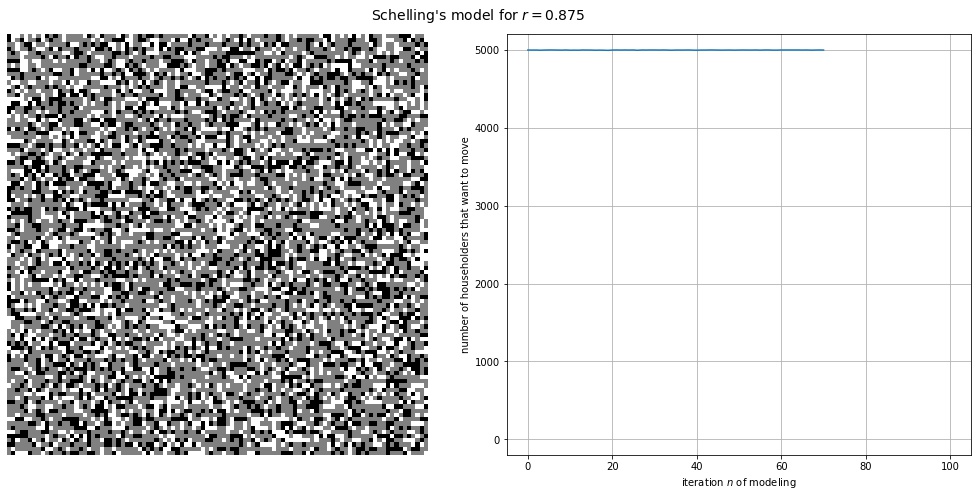 Schelling's model for r = 0.875
number of householders that want to move
5000
4000
3000
2000
1000
0
0 20 40 60 80 100
iteration n of modeling